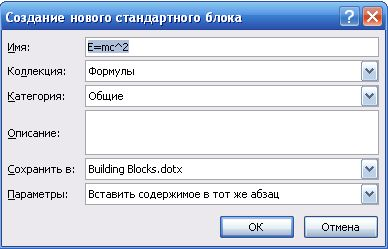 Создание нового стандартного блока
Имя: E=mc^2
Коллекция: Формулы
Категория: Общие
Описание:
Сохранить в: Building Blocks.dotx
Параметры: Вставить содержимое в тот же абзац
OK Отмена